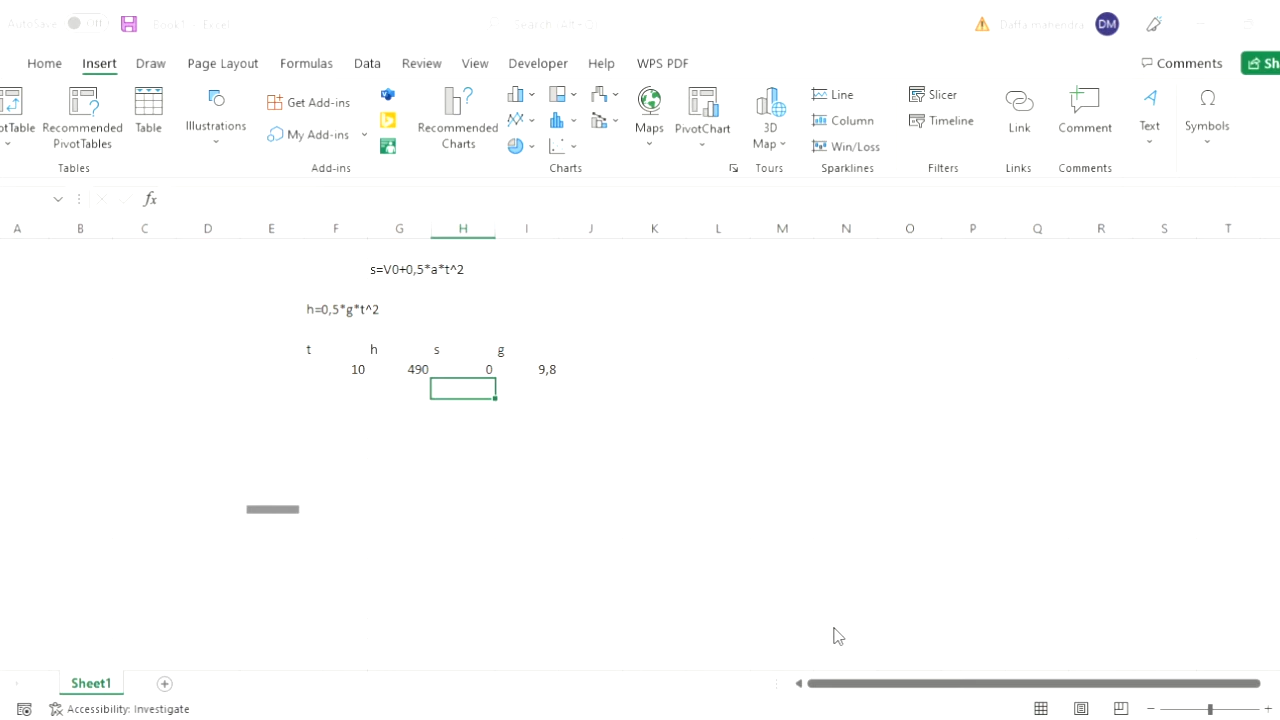 AutoSave Off Book1 - Excel Search (Alt+Q) Daffa mahendra DM
Home Insert Draw Page Layout Formulas Data Review View Developer Help WPS PDF Comments Sh
otTable
Recommended
PivotTables
Table
Tables
Illustrations
Get Add-ins
My Add-ins
Add-ins
Recommended
Charts
Maps
PivotChart
Charts
3D
Map
Tours
Line
Column
Win/Loss
Sparklines
Slicer
Timeline
Filters
Link
Links
Comment
Comments
Text
Symbols
fx
A B C D E F G H I J K L M N O P Q R S T
s=V0+0,5*a*t^2
h=0,5*g*t^2
t h s g
10 490 0 9,8
Sheet1
Accessibility: Investigate